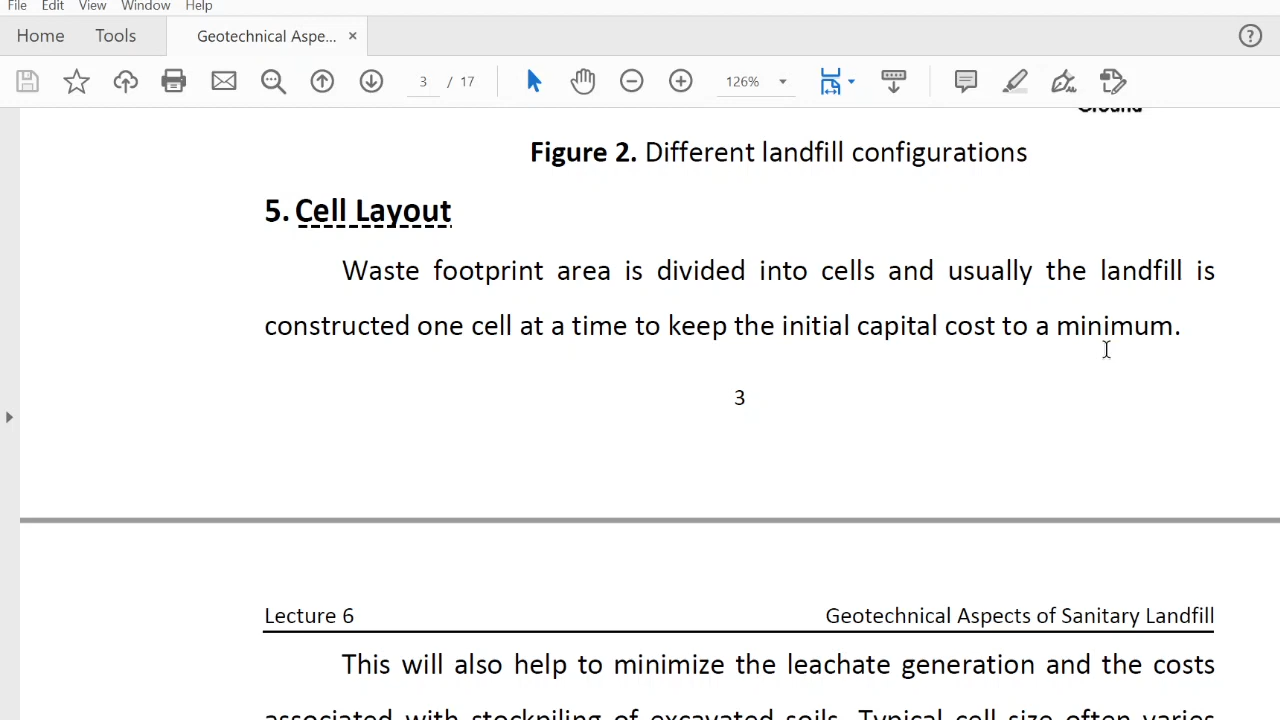 File Edit View Window Help
Home Tools Geotechnical Aspe... ×
3 / 17 126%
Ground
Figure 2. Different landfill configurations
5. Cell Layout
Waste footprint area is divided into cells and usually the landfill is
constructed one cell at a time to keep the initial capital cost to a minimum.
3
Lecture 6 Geotechnical Aspects of Sanitary Landfill
This will also help to minimize the leachate generation and the costs
associated with stockpiling of excavated soils. Typical cell size often varies